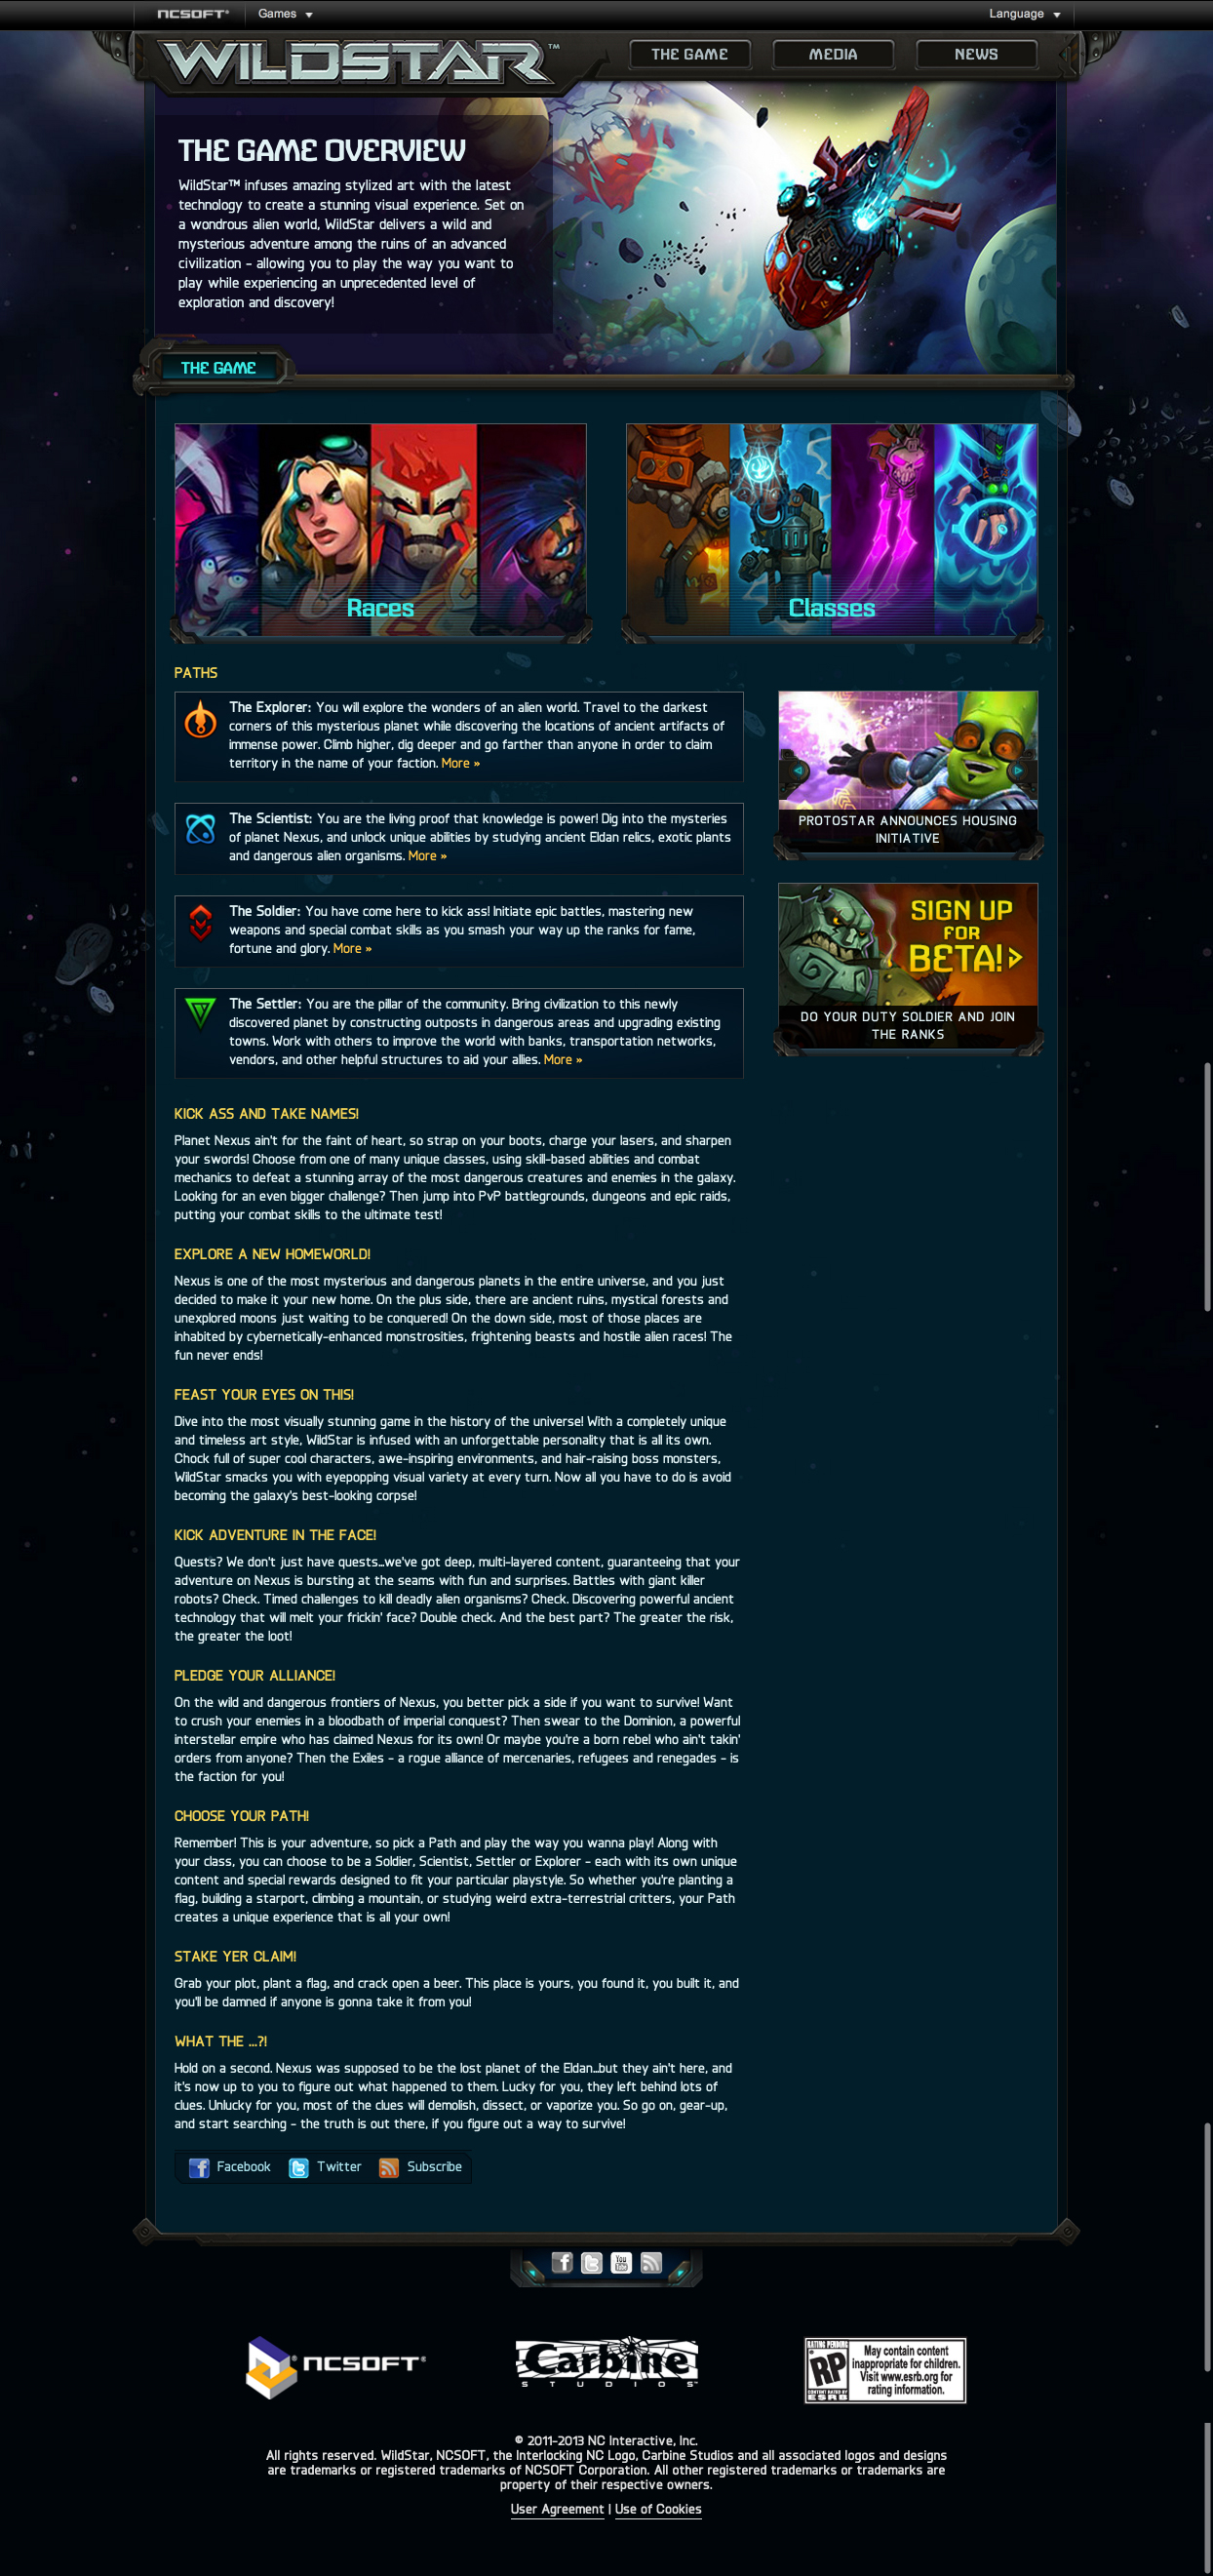 NCSOFT®
Games
Language
WILDSTAR™
THE GAME
MEDIA
NEWS
THE GAME OVERVIEW
WildStar™ infuses amazing stylized art with the latest
technology to create a stunning visual experience. Set on
a wondrous alien world, WildStar delivers a wild and
mysterious adventure among the ruins of an advanced
civilization - allowing you to play the way you want to
play while experiencing an unprecedented level of
exploration and discovery!
THE GAME
Races
Classes
PATHS
The Explorer: You will explore the wonders of an alien world. Travel to the darkest
corners of this mysterious planet while discovering the locations of ancient artifacts of
immense power. Climb higher, dig deeper and go farther than anyone in order to claim
territory in the name of your faction. More »
The Scientist: You are the living proof that knowledge is power! Dig into the mysteries
of planet Nexus, and unlock unique abilities by studying ancient Eldan relics, exotic plants
and dangerous alien organisms. More »
The Soldier: You have come here to kick ass! Initiate epic battles, mastering new
weapons and special combat skills as you smash your way up the ranks for fame,
fortune and glory. More »
The Settler: You are the pillar of the community. Bring civilization to this newly
discovered planet by constructing outposts in dangerous areas and upgrading existing
towns. Work with others to improve the world with banks, transportation networks,
vendors, and other helpful structures to aid your allies. More »
PROTOSTAR ANNOUNCES HOUSING
INITIATIVE
SIGN UP
FOR
BETA!>
DO YOUR DUTY SOLDIER AND JOIN
THE RANKS
KICK ASS AND TAKE NAMES!
Planet Nexus ain't for the faint of heart, so strap on your boots, charge your lasers, and sharpen
your swords! Choose from one of many unique classes, using skill-based abilities and combat
mechanics to defeat a stunning array of the most dangerous creatures and enemies in the galaxy.
Looking for an even bigger challenge? Then jump into PvP battlegrounds, dungeons and epic raids,
putting your combat skills to the ultimate test!
EXPLORE A NEW HOMEWORLD!
Nexus is one of the most mysterious and dangerous planets in the entire universe, and you just
decided to make it your new home. On the plus side, there are ancient ruins, mystical forests and
unexplored moons just waiting to be conquered! On the down side, most of those places are
inhabited by cybernetically-enhanced monstrosities, frightening beasts and hostile alien races! The
fun never ends!
FEAST YOUR EYES ON THIS!
Dive into the most visually stunning game in the history of the universe! With a completely unique
and timeless art style, WildStar is infused with an unforgettable personality that is all its own.
Chock full of super cool characters, awe-inspiring environments, and hair-raising boss monsters,
WildStar smacks you with eyepopping visual variety at every turn. Now all you have to do is avoid
becoming the galaxy's best-looking corpse!
KICK ADVENTURE IN THE FACE!
Quests? We don't just have quests...we've got deep, multi-layered content, guaranteeing that your
adventure on Nexus is bursting at the seams with fun and surprises. Battles with giant killer
robots? Check. Timed challenges to kill deadly alien organisms? Check. Discovering powerful ancient
technology that will melt your frickin' face? Double check. And the best part? The greater the risk,
the greater the loot!
PLEDGE YOUR ALLIANCE!
On the wild and dangerous frontiers of Nexus, you better pick a side if you want to survive! Want
to crush your enemies in a bloodbath of imperial conquest? Then swear to the Dominion, a powerful
interstellar empire who has claimed Nexus for its own! Or maybe you're a born rebel who ain't takin'
orders from anyone? Then the Exiles - a rogue alliance of mercenaries, refugees and renegades - is
the faction for you!
CHOOSE YOUR PATH!
Remember! This is your adventure, so pick a Path and play the way you wanna play! Along with
your class, you can choose to be a Soldier, Scientist, Settler or Explorer - each with its own unique
content and special rewards designed to fit your particular playstyle. So whether you're planting a
flag, building a starport, climbing a mountain, or studying weird extra-terrestrial critters, your Path
creates a unique experience that is all your own!
STAKE YER CLAIM!
Grab your plot, plant a flag, and crack open a beer. This place is yours, you found it, you built it, and
you'll be damned if anyone is gonna take it from you!
WHAT THE ...?!
Hold on a second. Nexus was supposed to be the lost planet of the Eldan...but they ain't here, and
it's now up to you to figure out what happened to them. Lucky for you, they left behind lots of
clues. Unlucky for you, most of the clues will demolish, dissect, or vaporize you. So go on, gear-up,
and start searching - the truth is out there, if you figure out a way to survive!
Facebook
Twitter
Subscribe
You Tube
NCSOFT®
Carbine
STUDIOS™
RATING PENDING
RP
CONTENT RATED BY
ESRB
May contain content
inappropriate for children.
Visit www.esrb.org for
rating information.
© 2011-2013 NC Interactive, Inc.
All rights reserved. WildStar, NCSOFT, the Interlocking NC Logo, Carbine Studios and all associated logos and designs
are trademarks or registered trademarks of NCSOFT Corporation. All other registered trademarks or trademarks are
property of their respective owners.
User Agreement | Use of Cookies